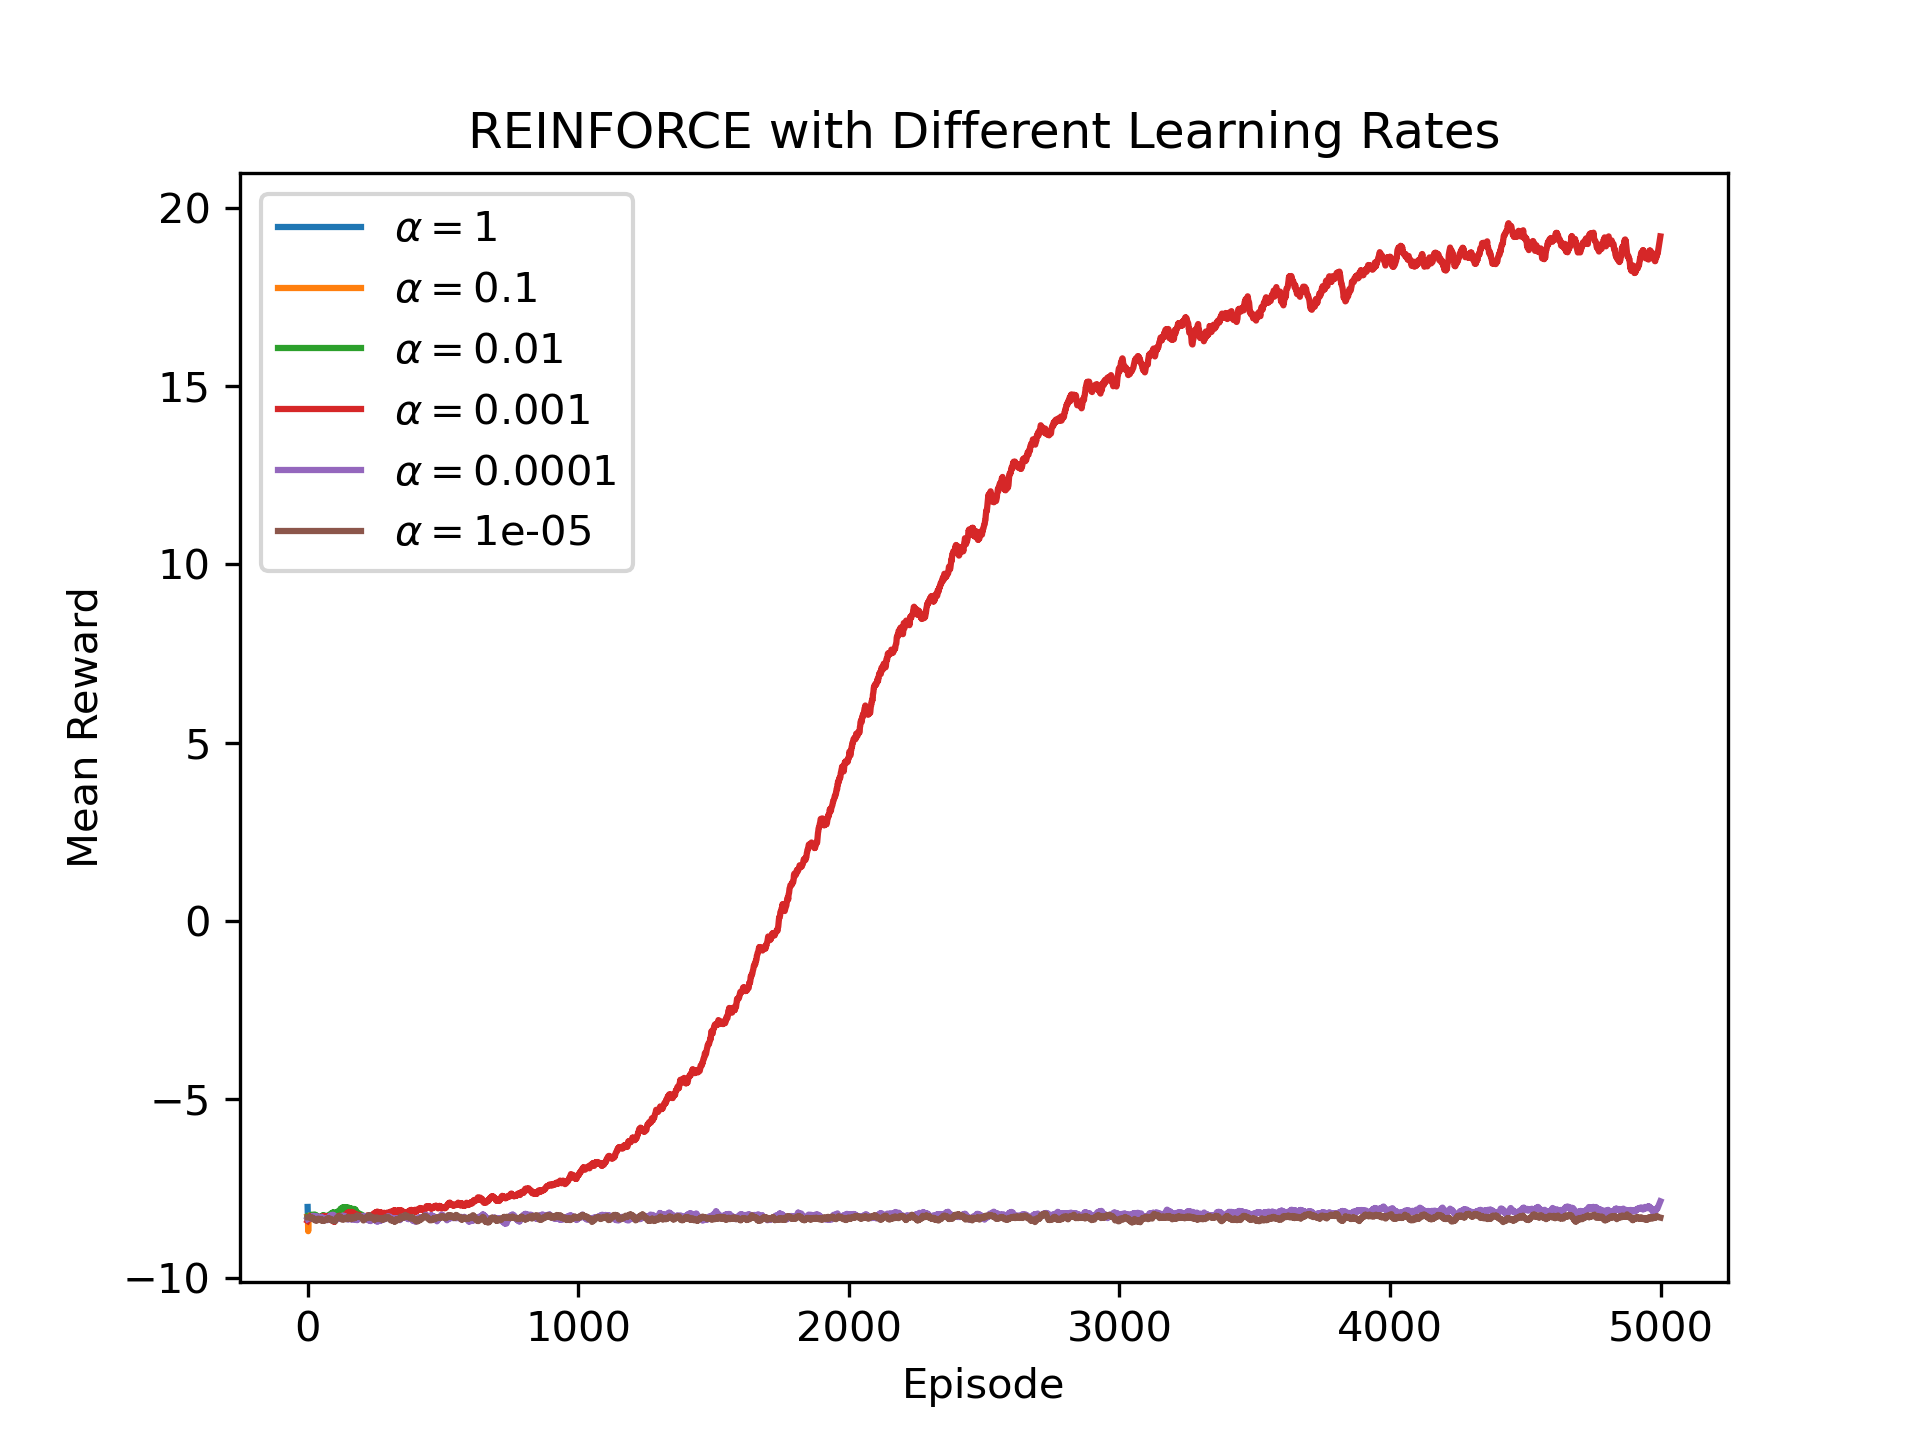 REINFORCE with Different Learning Rates
20
15
10
5
0
−5
−10
Mean Reward
α = 1
α = 0.1
α = 0.01
α = 0.001
α = 0.0001
α = 1e-05
0 1000 2000 3000 4000 5000
Episode